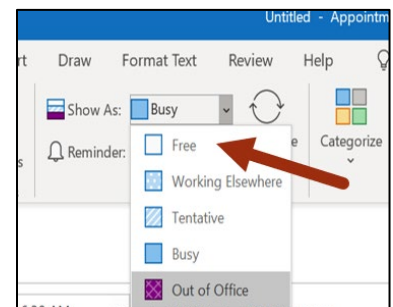 Untitled - Appointm
rt Draw Format Text Review Help
Show As: Busy
Reminder:
e Categorize
s
Free
Working Elsewhere
Tentative
Busy
Out of Office